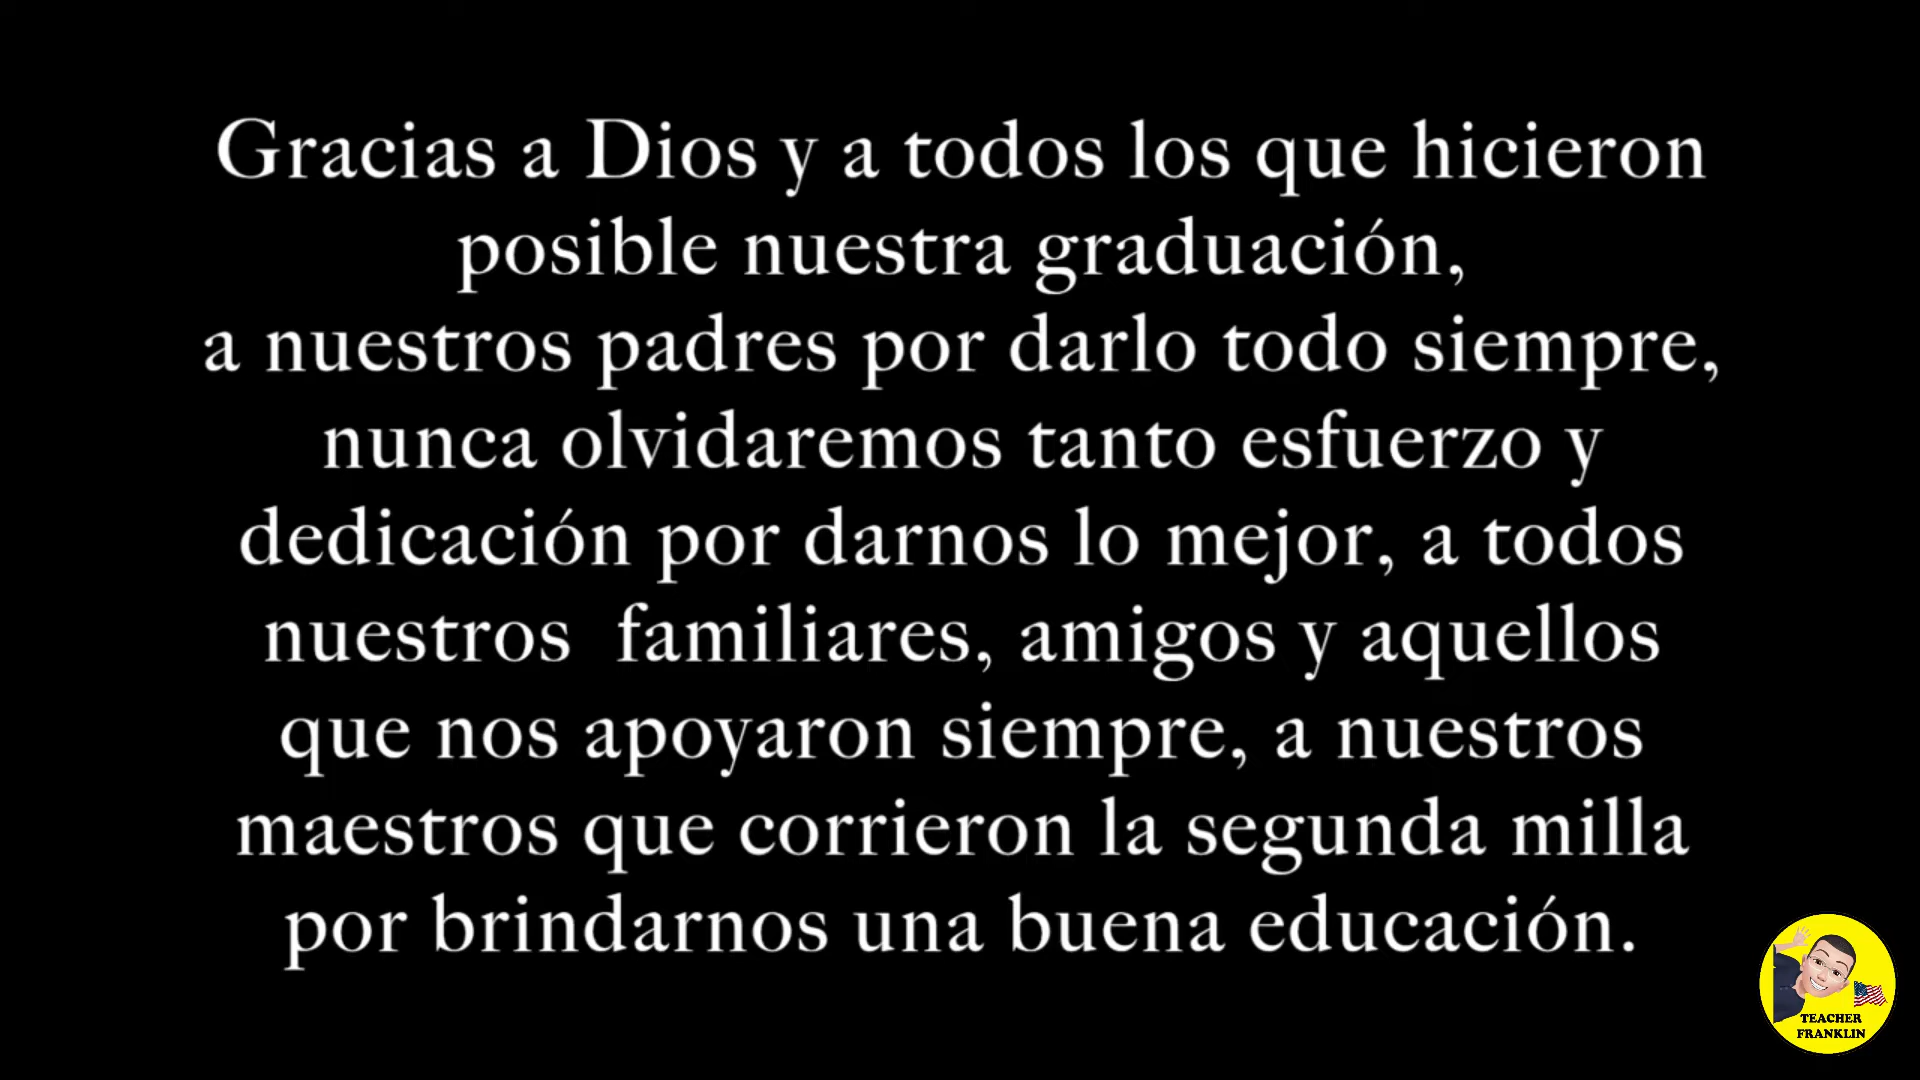 Gracias a Dios y a todos los que hicieron
posible nuestra graduación,
a nuestros padres por darlo todo siempre,
nunca olvidaremos tanto esfuerzo y
dedicación por darnos lo mejor, a todos
nuestros  familiares, amigos y aquellos
que nos apoyaron siempre, a nuestros
maestros que corrieron la segunda milla
por brindarnos una buena educación.
TEACHER
FRANKLIN